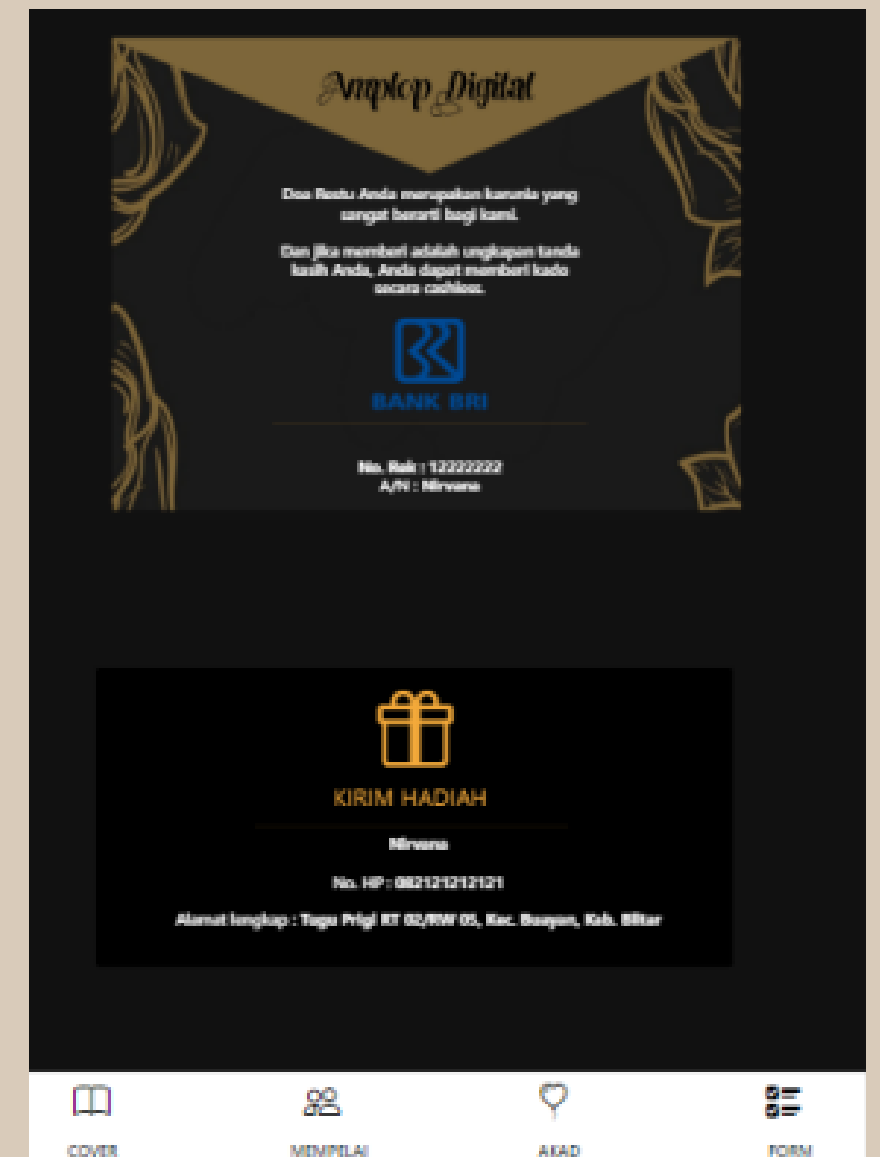 Amplop Digital
Doa Restu Anda merupakan karunia yang
sangat berarti bagi kami.
Dan jika memberi adalah ungkapan tanda
kasih Anda, Anda dapat memberi kado
secara cashless.
BANK BRI
No. Rek : 12222222
A/N : Nirvana
KIRIM HADIAH
Nirvana
No. HP : 082121212121
Alamat lengkap : Tugu Prigi RT 02/RW 05, Kec. Buayan, Kab. Blitar
COVER
MEMPELAI
AKAD
FORM